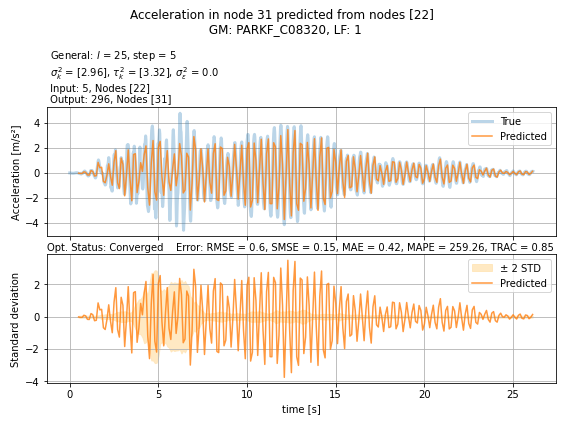 Acceleration in node 31 predicted from nodes [22]
GM: PARKF_C08320, LF: 1
General: l = 25, step = 5
σ²ₖ = [2.96], τ²ₖ = [3.32], σ²ε = 0.0
Input: 5, Nodes [22]
Output: 296, Nodes [31]
True
Predicted
Acceleration [m/s²]
4
2
0
−2
−4
Opt. Status: Converged Error: RMSE = 0.6, SMSE = 0.15, MAE = 0.42, MAPE = 259.26, TRAC = 0.85
± 2 STD
Predicted
Standard deviation
2
0
−2
−4
0 5 10 15 20 25
time [s]